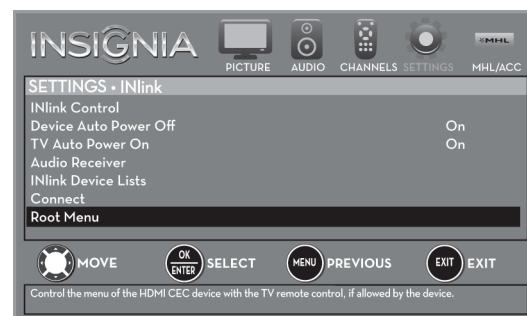 INSIGNIA
PICTURE AUDIO CHANNELS SETTINGS MHL/ACC
MHL
SETTINGS • INlink
INlink Control
Device Auto Power Off On
TV Auto Power On On
Audio Receiver
INlink Device Lists
Connect
Root Menu
MOVE OK ENTER SELECT MENU PREVIOUS EXIT EXIT
Control the menu of the HDMI CEC device with the TV remote control, if allowed by the device.